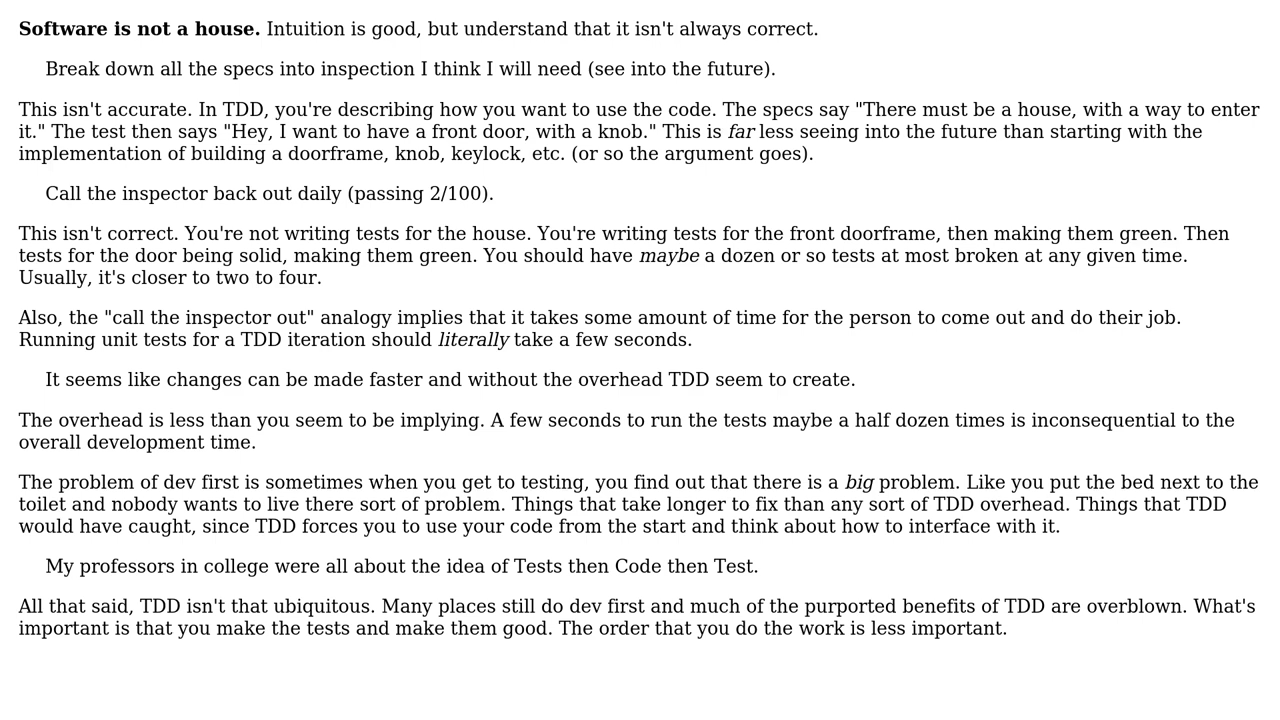 Software is not a house. Intuition is good, but understand that it isn't always correct.
Break down all the specs into inspection I think I will need (see into the future).
This isn't accurate. In TDD, you're describing how you want to use the code. The specs say "There must be a house, with a way to enter
it." The test then says "Hey, I want to have a front door, with a knob." This is far less seeing into the future than starting with the
implementation of building a doorframe, knob, keylock, etc. (or so the argument goes).
Call the inspector back out daily (passing 2/100).
This isn't correct. You're not writing tests for the house. You're writing tests for the front doorframe, then making them green. Then
tests for the door being solid, making them green. You should have maybe a dozen or so tests at most broken at any given time.
Usually, it's closer to two to four.
Also, the "call the inspector out" analogy implies that it takes some amount of time for the person to come out and do their job.
Running unit tests for a TDD iteration should literally take a few seconds.
It seems like changes can be made faster and without the overhead TDD seem to create.
The overhead is less than you seem to be implying. A few seconds to run the tests maybe a half dozen times is inconsequential to the
overall development time.
The problem of dev first is sometimes when you get to testing, you find out that there is a big problem. Like you put the bed next to the
toilet and nobody wants to live there sort of problem. Things that take longer to fix than any sort of TDD overhead. Things that TDD
would have caught, since TDD forces you to use your code from the start and think about how to interface with it.
My professors in college were all about the idea of Tests then Code then Test.
All that said, TDD isn't that ubiquitous. Many places still do dev first and much of the purported benefits of TDD are overblown. What's
important is that you make the tests and make them good. The order that you do the work is less important.